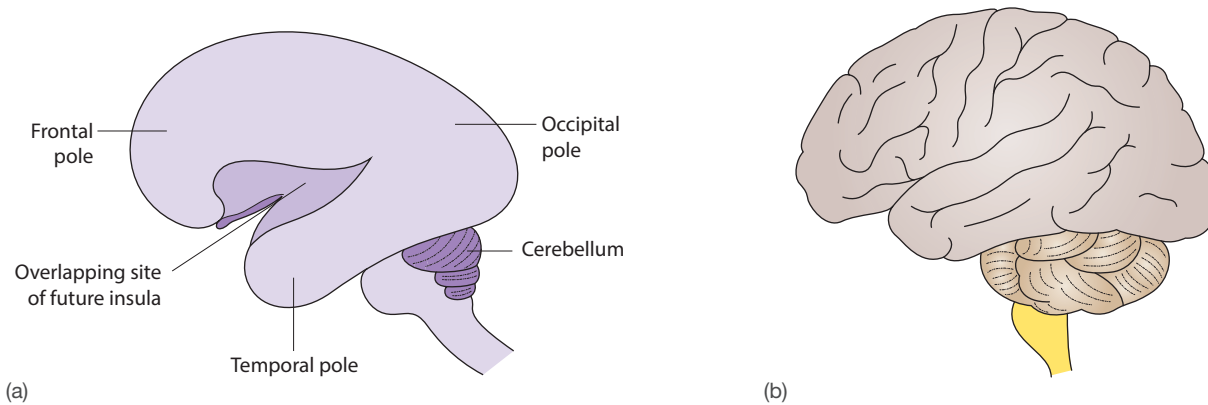 Frontal
pole
Occipital
pole
Cerebellum
Overlapping site
of future insula
Temporal pole
(a)
(b)